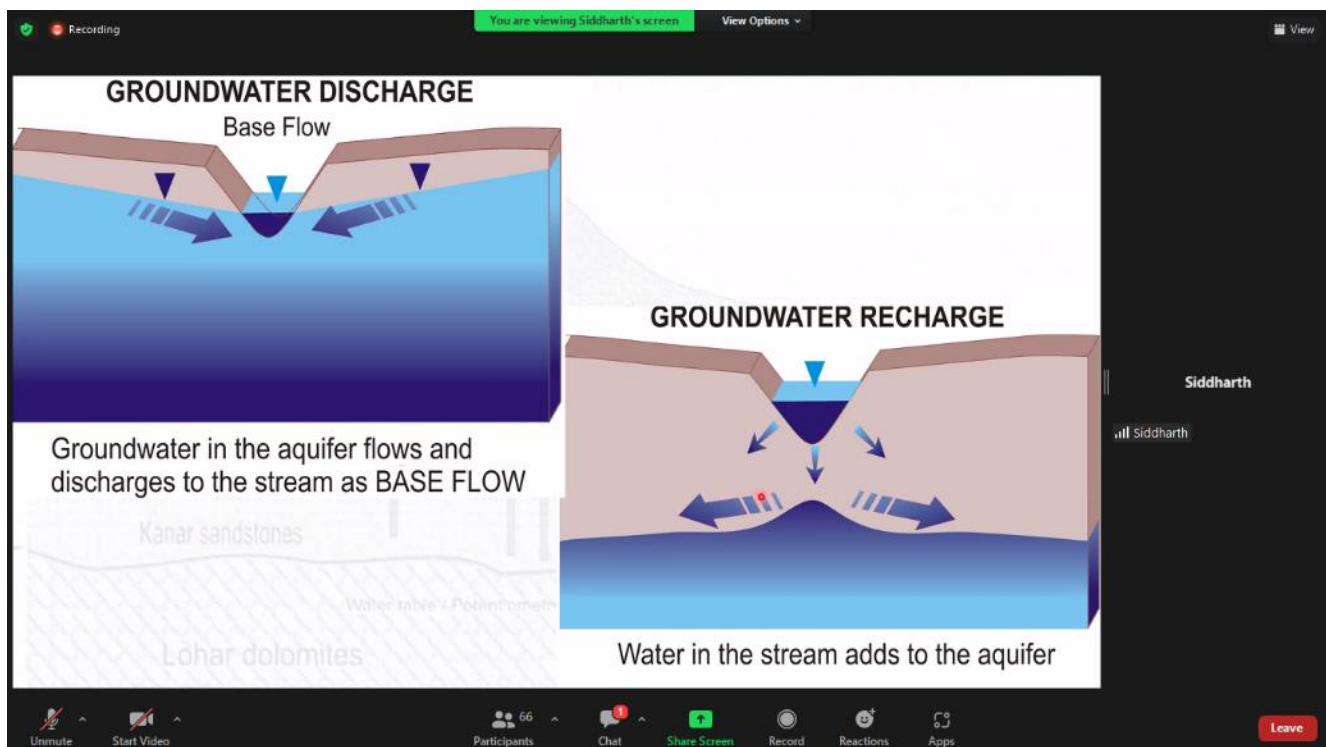 Recording
You are viewing Siddharth's screen
View Options
View
GROUNDWATER DISCHARGE
Base Flow
Groundwater in the aquifer flows and
discharges to the stream as BASE FLOW
GROUNDWATER RECHARGE
Water in the stream adds to the aquifer
Kanar sandstones
Water table / Potentiomet
Lohar dolomites
Siddharth
Siddharth
Unmute
Start Video
66
Participants
1
Chat
Share Screen
Record
Reactions
Apps
Leave